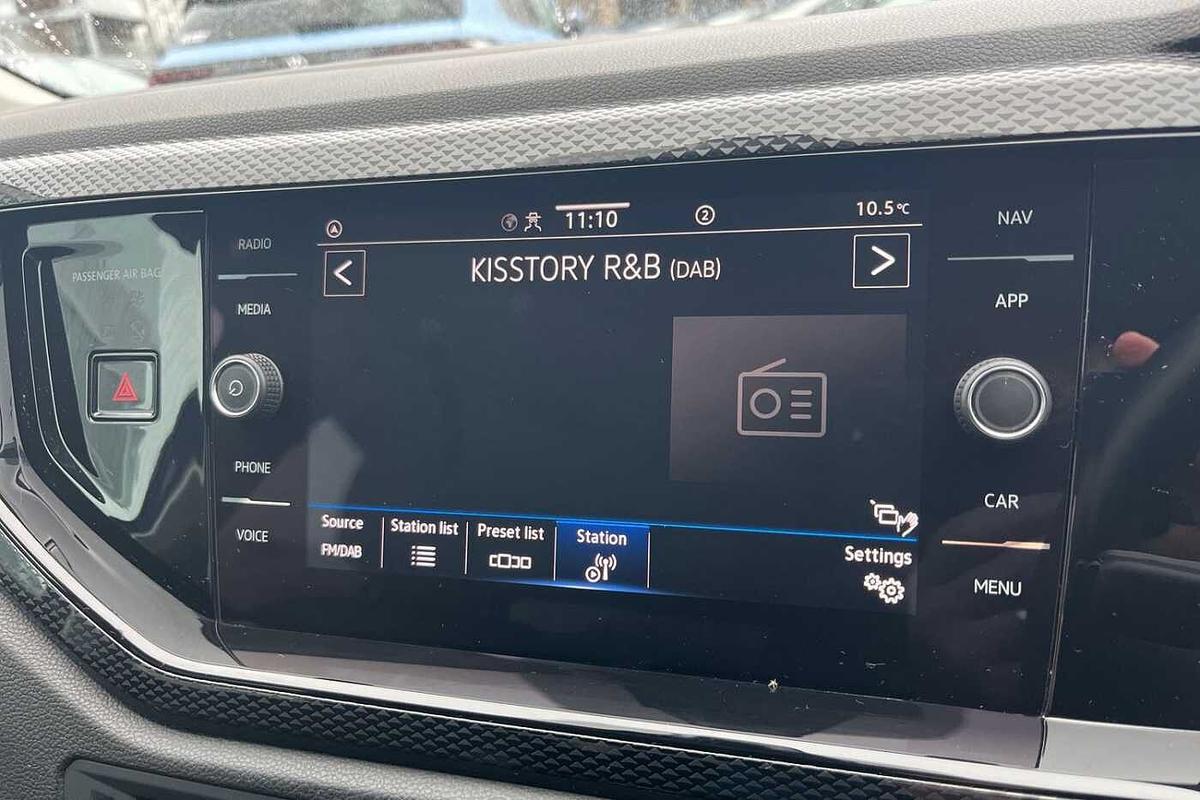 PASSENGER AIR BAG
RADIO
MEDIA
PHONE
VOICE
11:10
2
10.5°C
<
KISSTORY R&B (DAB)
>
Source
FM/DAB
Station list
Preset list
Station
Settings
NAV
APP
CAR
MENU